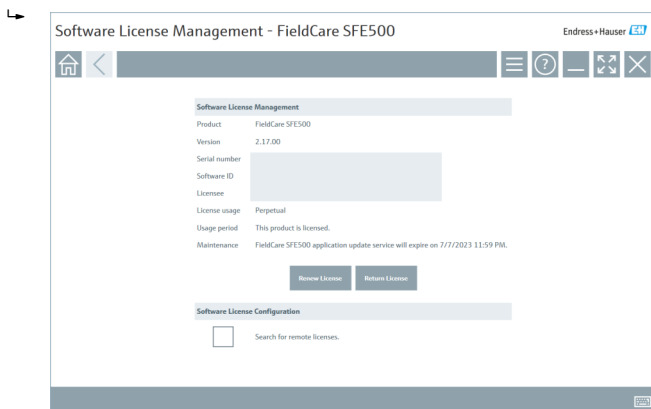 Software License Management - FieldCare SFE500
Endress+Hauser EH
Software License Management
Product FieldCare SFE500
Version 2.17.00
Serial number
Software ID
Licensee
License usage Perpetual
Usage period This product is licensed.
Maintenance FieldCare SFE500 application update service will expire on 7/7/2023 11:59 PM.
Renew License Return License
Software License Configuration
Search for remote licenses.